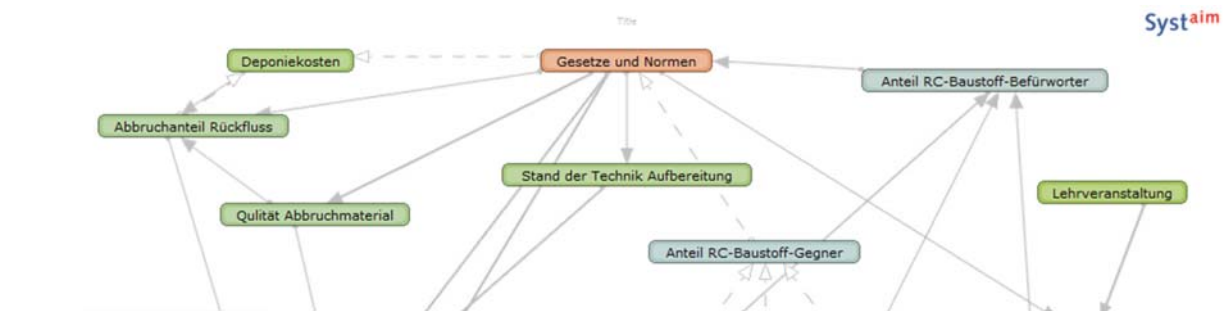 Title
Systaim
Deponiekosten
Gesetze und Normen
Anteil RC-Baustoff-Befürworter
Abbruchanteil Rückfluss
Stand der Technik Aufbereitung
Lehrveranstaltung
Qulität Abbruchmaterial
Anteil RC-Baustoff-Gegner